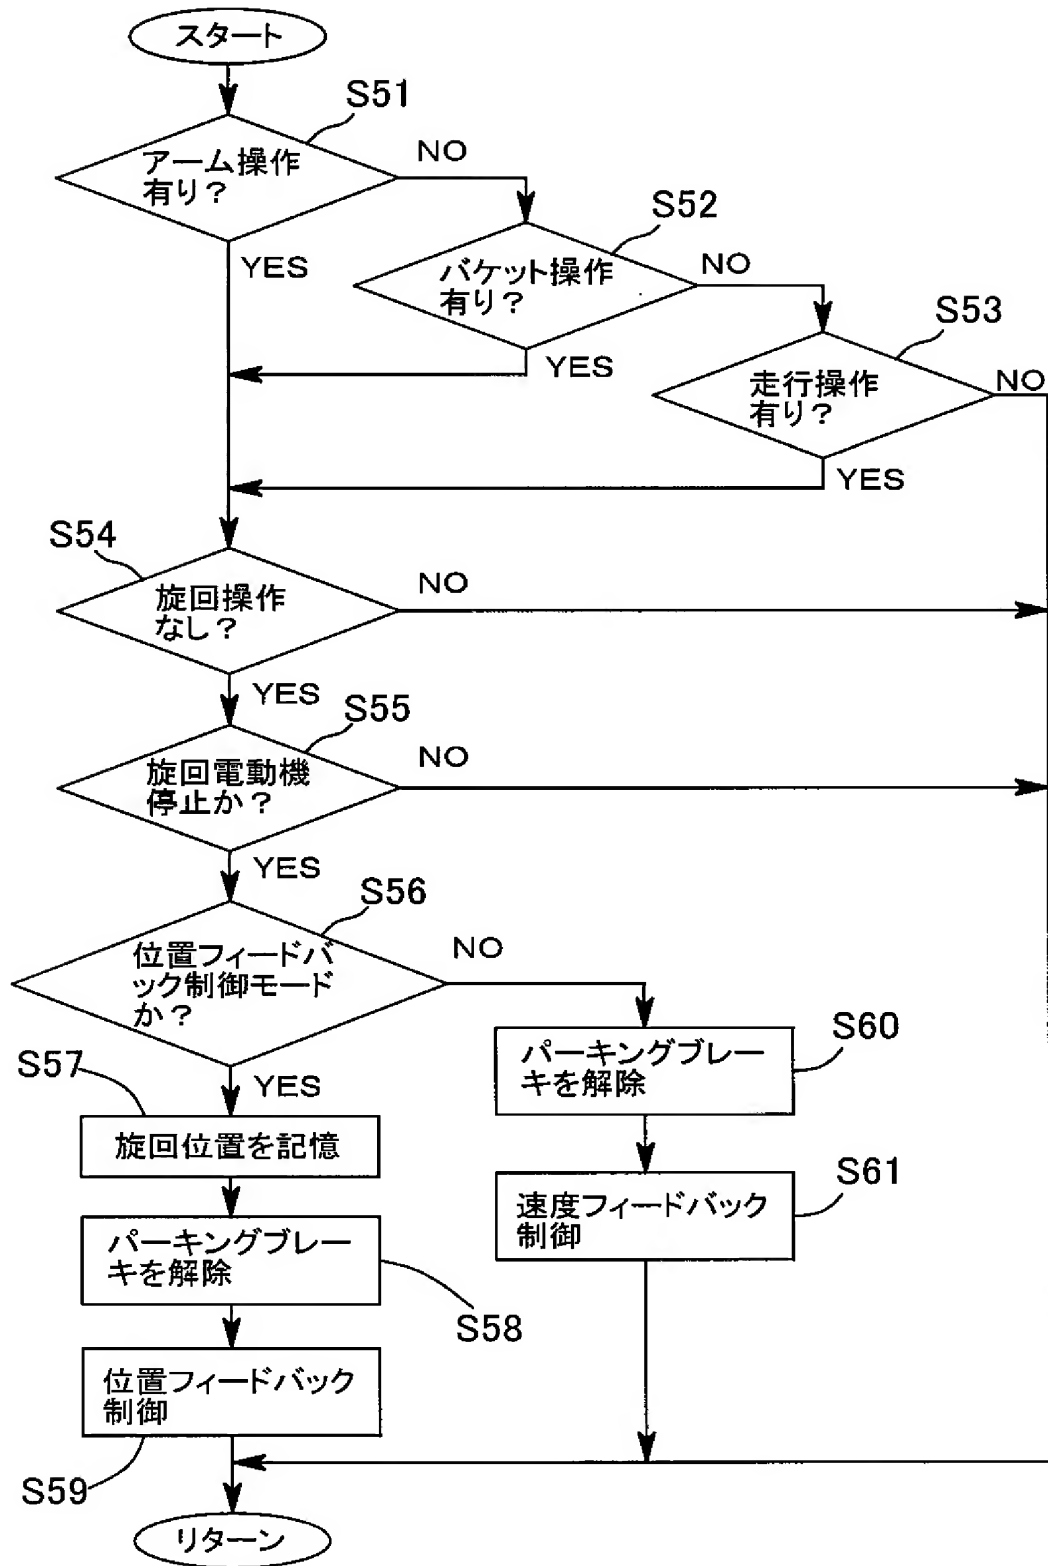 スタート
S51
アーム操作
有り？
NO
YES
S52
バケット操作
有り？
NO
YES
S53
走行操作
有り？
NO
YES
S54
旋回操作
なし？
NO
YES
S55
旋回電動機
停止か？
NO
YES
S56
位置フィードバ
ック制御モード
か？
NO
YES
S57
旋回位置を記憶
S60
パーキングブレー
キを解除
S58
パーキングブレー
キを解除
S61
速度フィードバック
制御
S59
位置フィードバック
制御
リターン